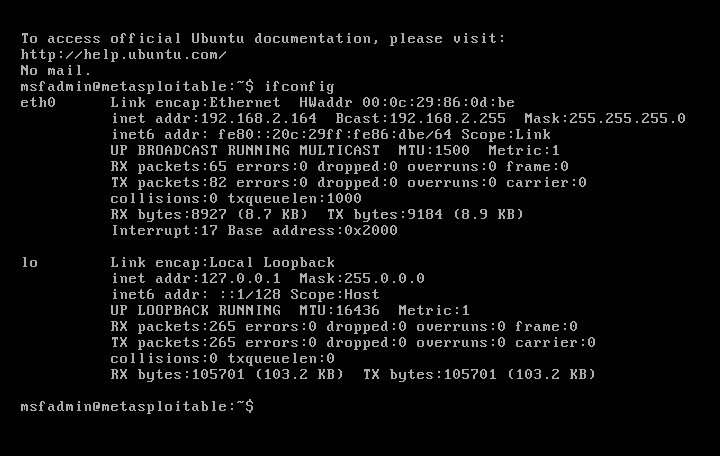 To access official Ubuntu documentation, please visit:
http://help.ubuntu.com/
No mail.
msfadmin@metasploitable:~$ ifconfig
eth0      Link encap:Ethernet  HWaddr 00:0c:29:86:0d:be
          inet addr:192.168.2.164  Bcast:192.168.2.255  Mask:255.255.255.0
          inet6 addr: fe80::20c:29ff:fe86:dbe/64 Scope:Link
          UP BROADCAST RUNNING MULTICAST  MTU:1500  Metric:1
          RX packets:65 errors:0 dropped:0 overruns:0 frame:0
          TX packets:82 errors:0 dropped:0 overruns:0 carrier:0
          collisions:0 txqueuelen:1000
          RX bytes:8927 (8.7 KB)  TX bytes:9184 (8.9 KB)
          Interrupt:17 Base address:0x2000

lo        Link encap:Local Loopback
          inet addr:127.0.0.1  Mask:255.0.0.0
          inet6 addr: ::1/128 Scope:Host
          UP LOOPBACK RUNNING  MTU:16436  Metric:1
          RX packets:265 errors:0 dropped:0 overruns:0 frame:0
          TX packets:265 errors:0 dropped:0 overruns:0 carrier:0
          collisions:0 txqueuelen:0
          RX bytes:105701 (103.2 KB)  TX bytes:105701 (103.2 KB)

msfadmin@metasploitable:~$